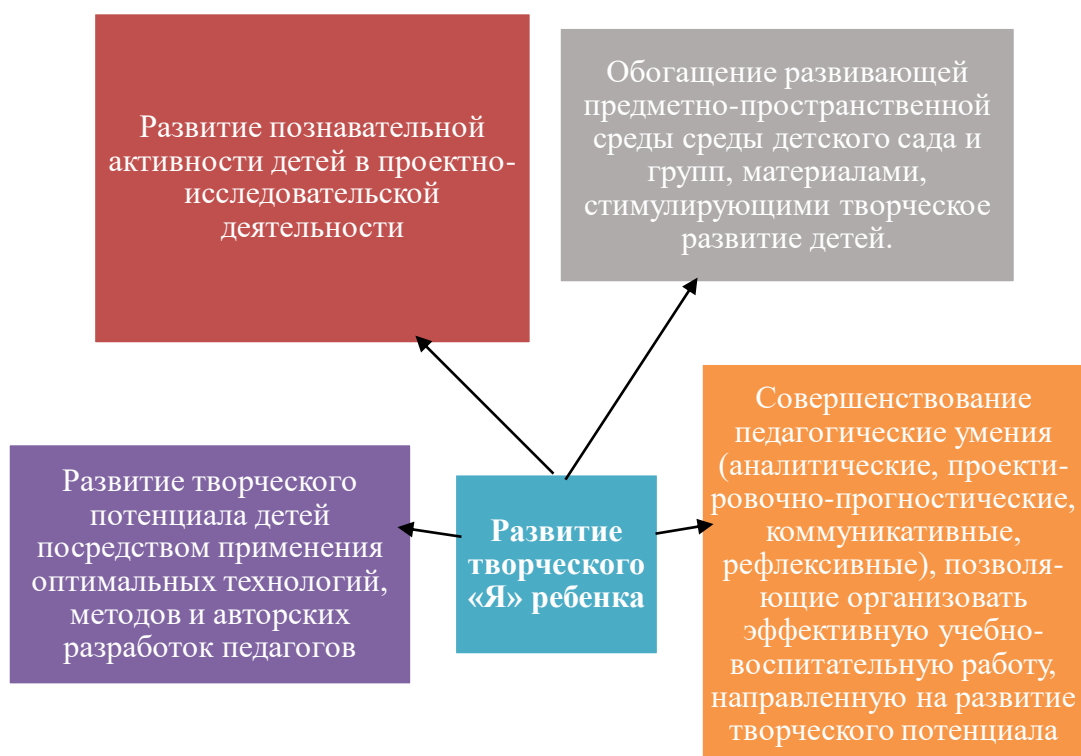 Развитие познавательной
активности детей в проектно-
исследовательской
деятельности
Обогащение развивающей
предметно-пространственной
среды среды детского сада и
групп, материалами,
стимулирующими творческое
развитие детей.
Развитие творческого
потенциала детей
посредством применения
оптимальных технологий,
методов и авторских
разработок педагогов
Развитие
творческого
«Я» ребенка
Совершенствование
педагогические умения
(аналитические, проекти-
ровочно-прогностические,
коммуникативные,
рефлексивные), позволя-
ющие организовать
эффективную учебно-
воспитательную работу,
направленную на развитие
творческого потенциала